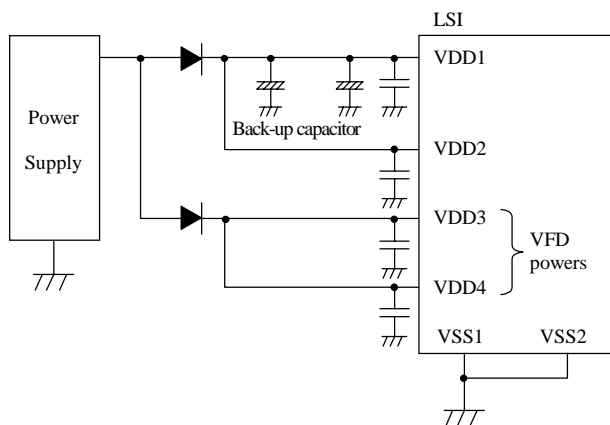 LSI
VDD1
Power
Supply
Back-up capacitor
VDD2
VDD3
VFD
powers
VDD4
VSS1 VSS2